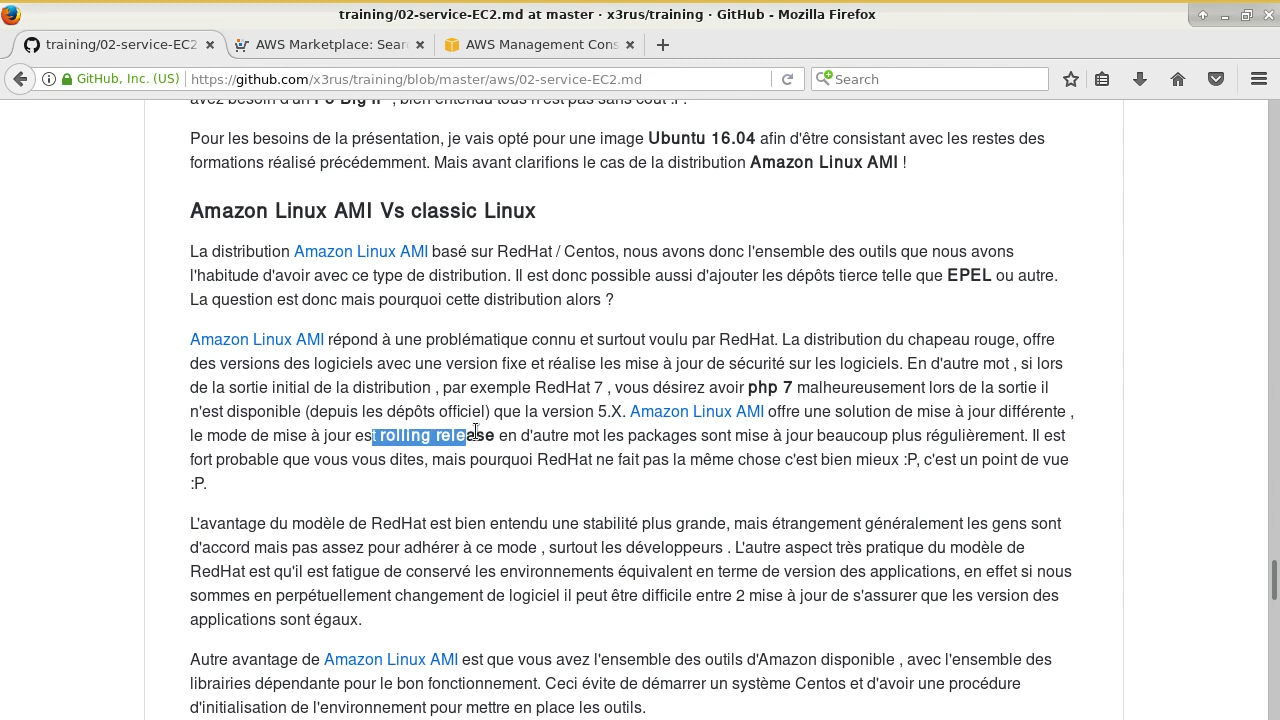 training/02-service-EC2.md at master · x3rus/training · GitHub - Mozilla Firefox
training/02-service-EC2
AWS Marketplace: Sear
AWS Management Cons
GitHub, Inc. (US)
https://github.com/x3rus/training/blob/master/aws/02-service-EC2.md
Search
avez besoin d'un F5 Big IP , bien entendu tous n'est pas sans coût :P.
Pour les besoins de la présentation, je vais opté pour une image Ubuntu 16.04 afin d'être consistant avec les restes des
formations réalisé précédemment. Mais avant clarifions le cas de la distribution Amazon Linux AMI !
Amazon Linux AMI Vs classic Linux
La distribution Amazon Linux AMI basé sur RedHat / Centos, nous avons donc l'ensemble des outils que nous avons
l'habitude d'avoir avec ce type de distribution. Il est donc possible aussi d'ajouter les dépôts tierce telle que EPEL ou autre.
La question est donc mais pourquoi cette distribution alors ?
Amazon Linux AMI répond à une problématique connu et surtout voulu par RedHat. La distribution du chapeau rouge, offre
des versions des logiciels avec une version fixe et réalise les mise à jour de sécurité sur les logiciels. En d'autre mot , si lors
de la sortie initial de la distribution , par exemple RedHat 7 , vous désirez avoir php 7 malheureusement lors de la sortie il
n'est disponible (depuis les dépôts officiel) que la version 5.X. Amazon Linux AMI offre une solution de mise à jour différente ,
le mode de mise à jour est rolling release en d'autre mot les packages sont mise à jour beaucoup plus régulièrement. Il est
fort probable que vous vous dites, mais pourquoi RedHat ne fait pas la même chose c'est bien mieux :P, c'est un point de vue
:P.
L'avantage du modèle de RedHat est bien entendu une stabilité plus grande, mais étrangement généralement les gens sont
d'accord mais pas assez pour adhérer à ce mode , surtout les développeurs . L'autre aspect très pratique du modèle de
RedHat est qu'il est fatigue de conservé les environnements équivalent en terme de version des applications, en effet si nous
sommes en perpétuellement changement de logiciel il peut être difficile entre 2 mise à jour de s'assurer que les version des
applications sont égaux.
Autre avantage de Amazon Linux AMI est que vous avez l'ensemble des outils d'Amazon disponible , avec l'ensemble des
librairies dépendante pour le bon fonctionnement. Ceci évite de démarrer un système Centos et d'avoir une procédure
d'initialisation de l'environnement pour mettre en place les outils.